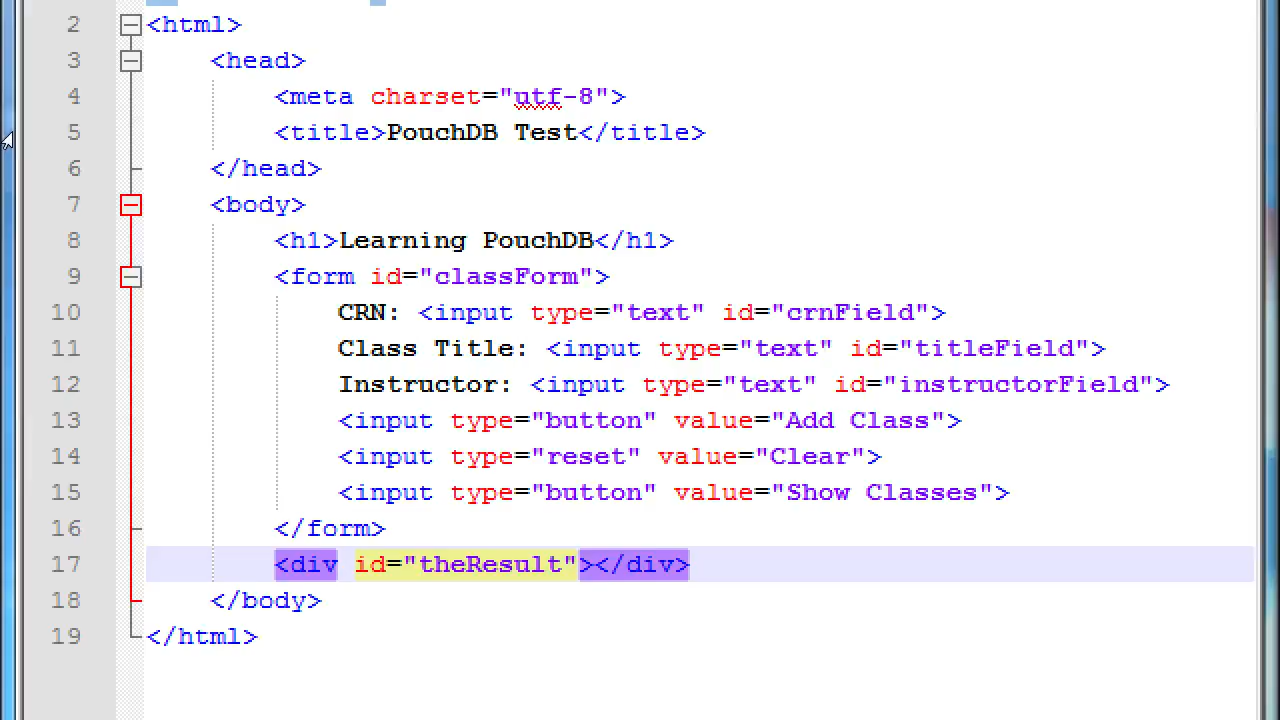 2 <html>
3 <head>
4 <meta charset="utf-8">
5 <title>PouchDB Test</title>
6 </head>
7 <body>
8 <h1>Learning PouchDB</h1>
9 <form id="classForm">
10 CRN: <input type="text" id="crnField">
11 Class Title: <input type="text" id="titleField">
12 Instructor: <input type="text" id="instructorField">
13 <input type="button" value="Add Class">
14 <input type="reset" value="Clear">
15 <input type="button" value="Show Classes">
16 </form>
17 <div id="theResult"></div>
18 </body>
19 </html>